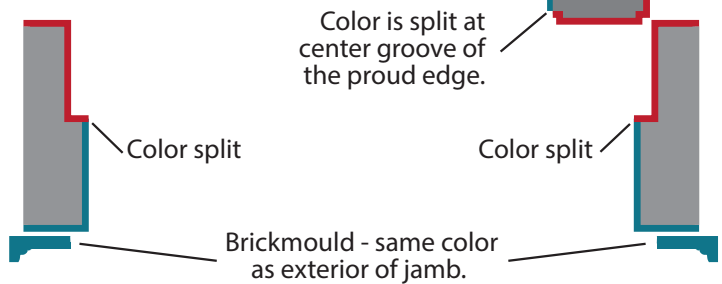 Color is split at
center groove of
the proud edge.
Color split
Color split
Brickmould - same color
as exterior of jamb.